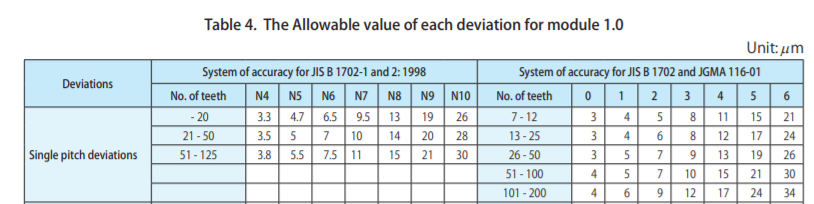 Table 4. The Allowable value of each deviation for module 1.0
Unit: μm
Deviations System of accuracy for JIS B 1702-1 and 2: 1998 System of accuracy for JIS B 1702 and JGMA 116-01
No. of teeth N4 N5 N6 N7 N8 N9 N10 No. of teeth 0 1 2 3 4 5 6
Single pitch deviations
- 20 3.3 4.7 6.5 9.5 13 19 26 7 - 12 3 4 5 8 11 15 21
21 - 50 3.5 5 7 10 14 20 28 13 - 25 3 4 6 8 12 17 24
51 - 125 3.8 5.5 7.5 11 15 21 30 26 - 50 3 5 7 9 13 19 26
51 - 100 4 5 7 10 15 21 30
101 - 200 4 6 9 12 17 24 34